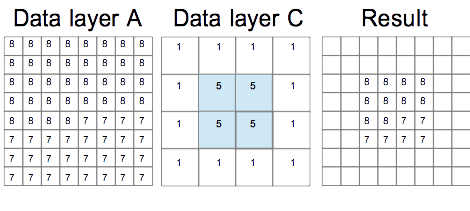 Data layer A
8 8 8 8 8 8 8 8
8 8 8 8 8 8 8 8
8 8 8 8 8 8 8 8
8 8 8 8 8 8 8 8
8 8 8 8 7 7 7 7
7 7 7 7 7 7 7 7
7 7 7 7 7 7 7 7
7 7 7 7 7 7 7 7
Data layer C
1 1 1 1
1 5 5 1
1 5 5 1
1 1 1 1
Result
8 8 8 8
8 8 8 8
8 8 7 7
7 7 7 7